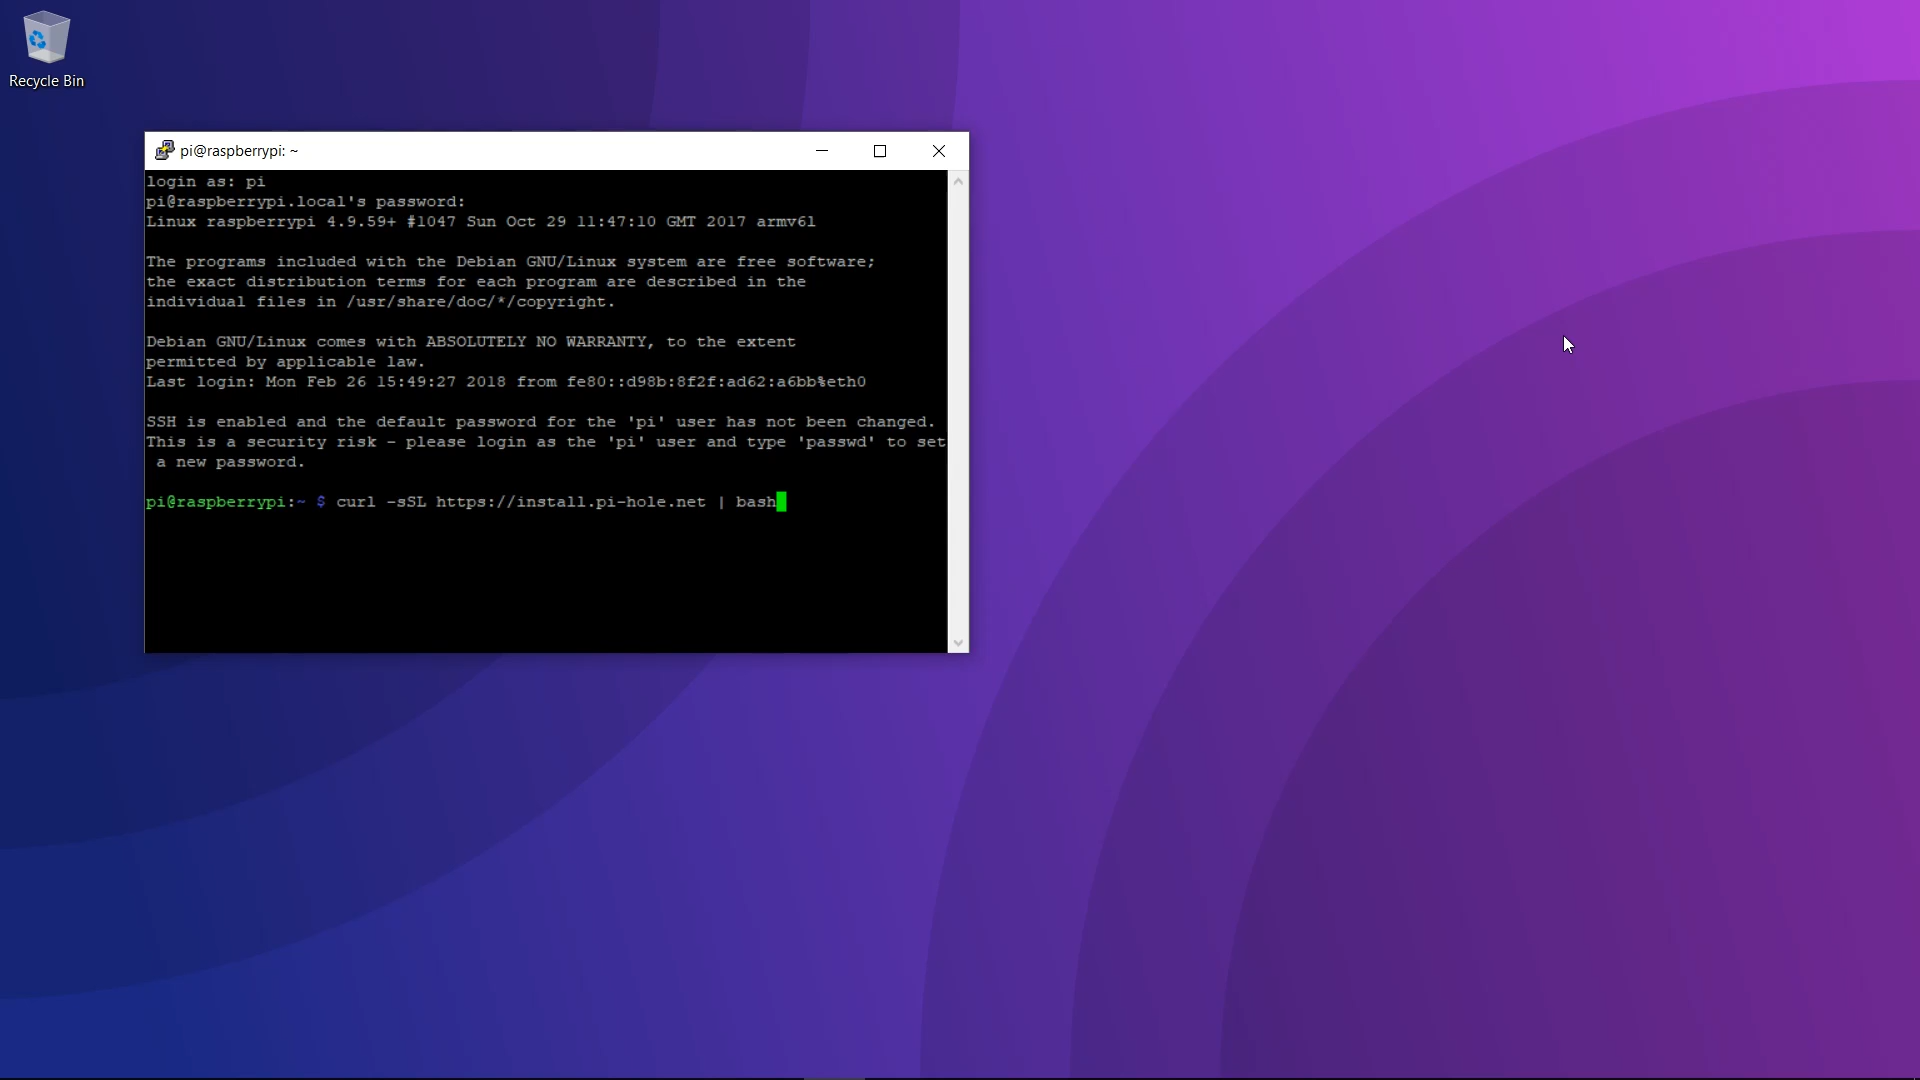 Recycle Bin
pi@raspberrypi: ~
login as: pi
pi@raspberrypi.local's password:
Linux raspberrypi 4.9.59+ #1047 Sun Oct 29 11:47:10 GMT 2017 armv6l
The programs included with the Debian GNU/Linux system are free software;
the exact distribution terms for each program are described in the
individual files in /usr/share/doc/*/copyright.
Debian GNU/Linux comes with ABSOLUTELY NO WARRANTY, to the extent
permitted by applicable law.
Last login: Mon Feb 26 15:49:27 2018 from fe80::d98b:8f2f:ad62:a6bb%eth0
SSH is enabled and the default password for the 'pi' user has not been changed.
This is a security risk - please login as the 'pi' user and type 'passwd' to set
 a new password.
pi@raspberrypi:~ $ curl -sSL https://install.pi-hole.net | bash